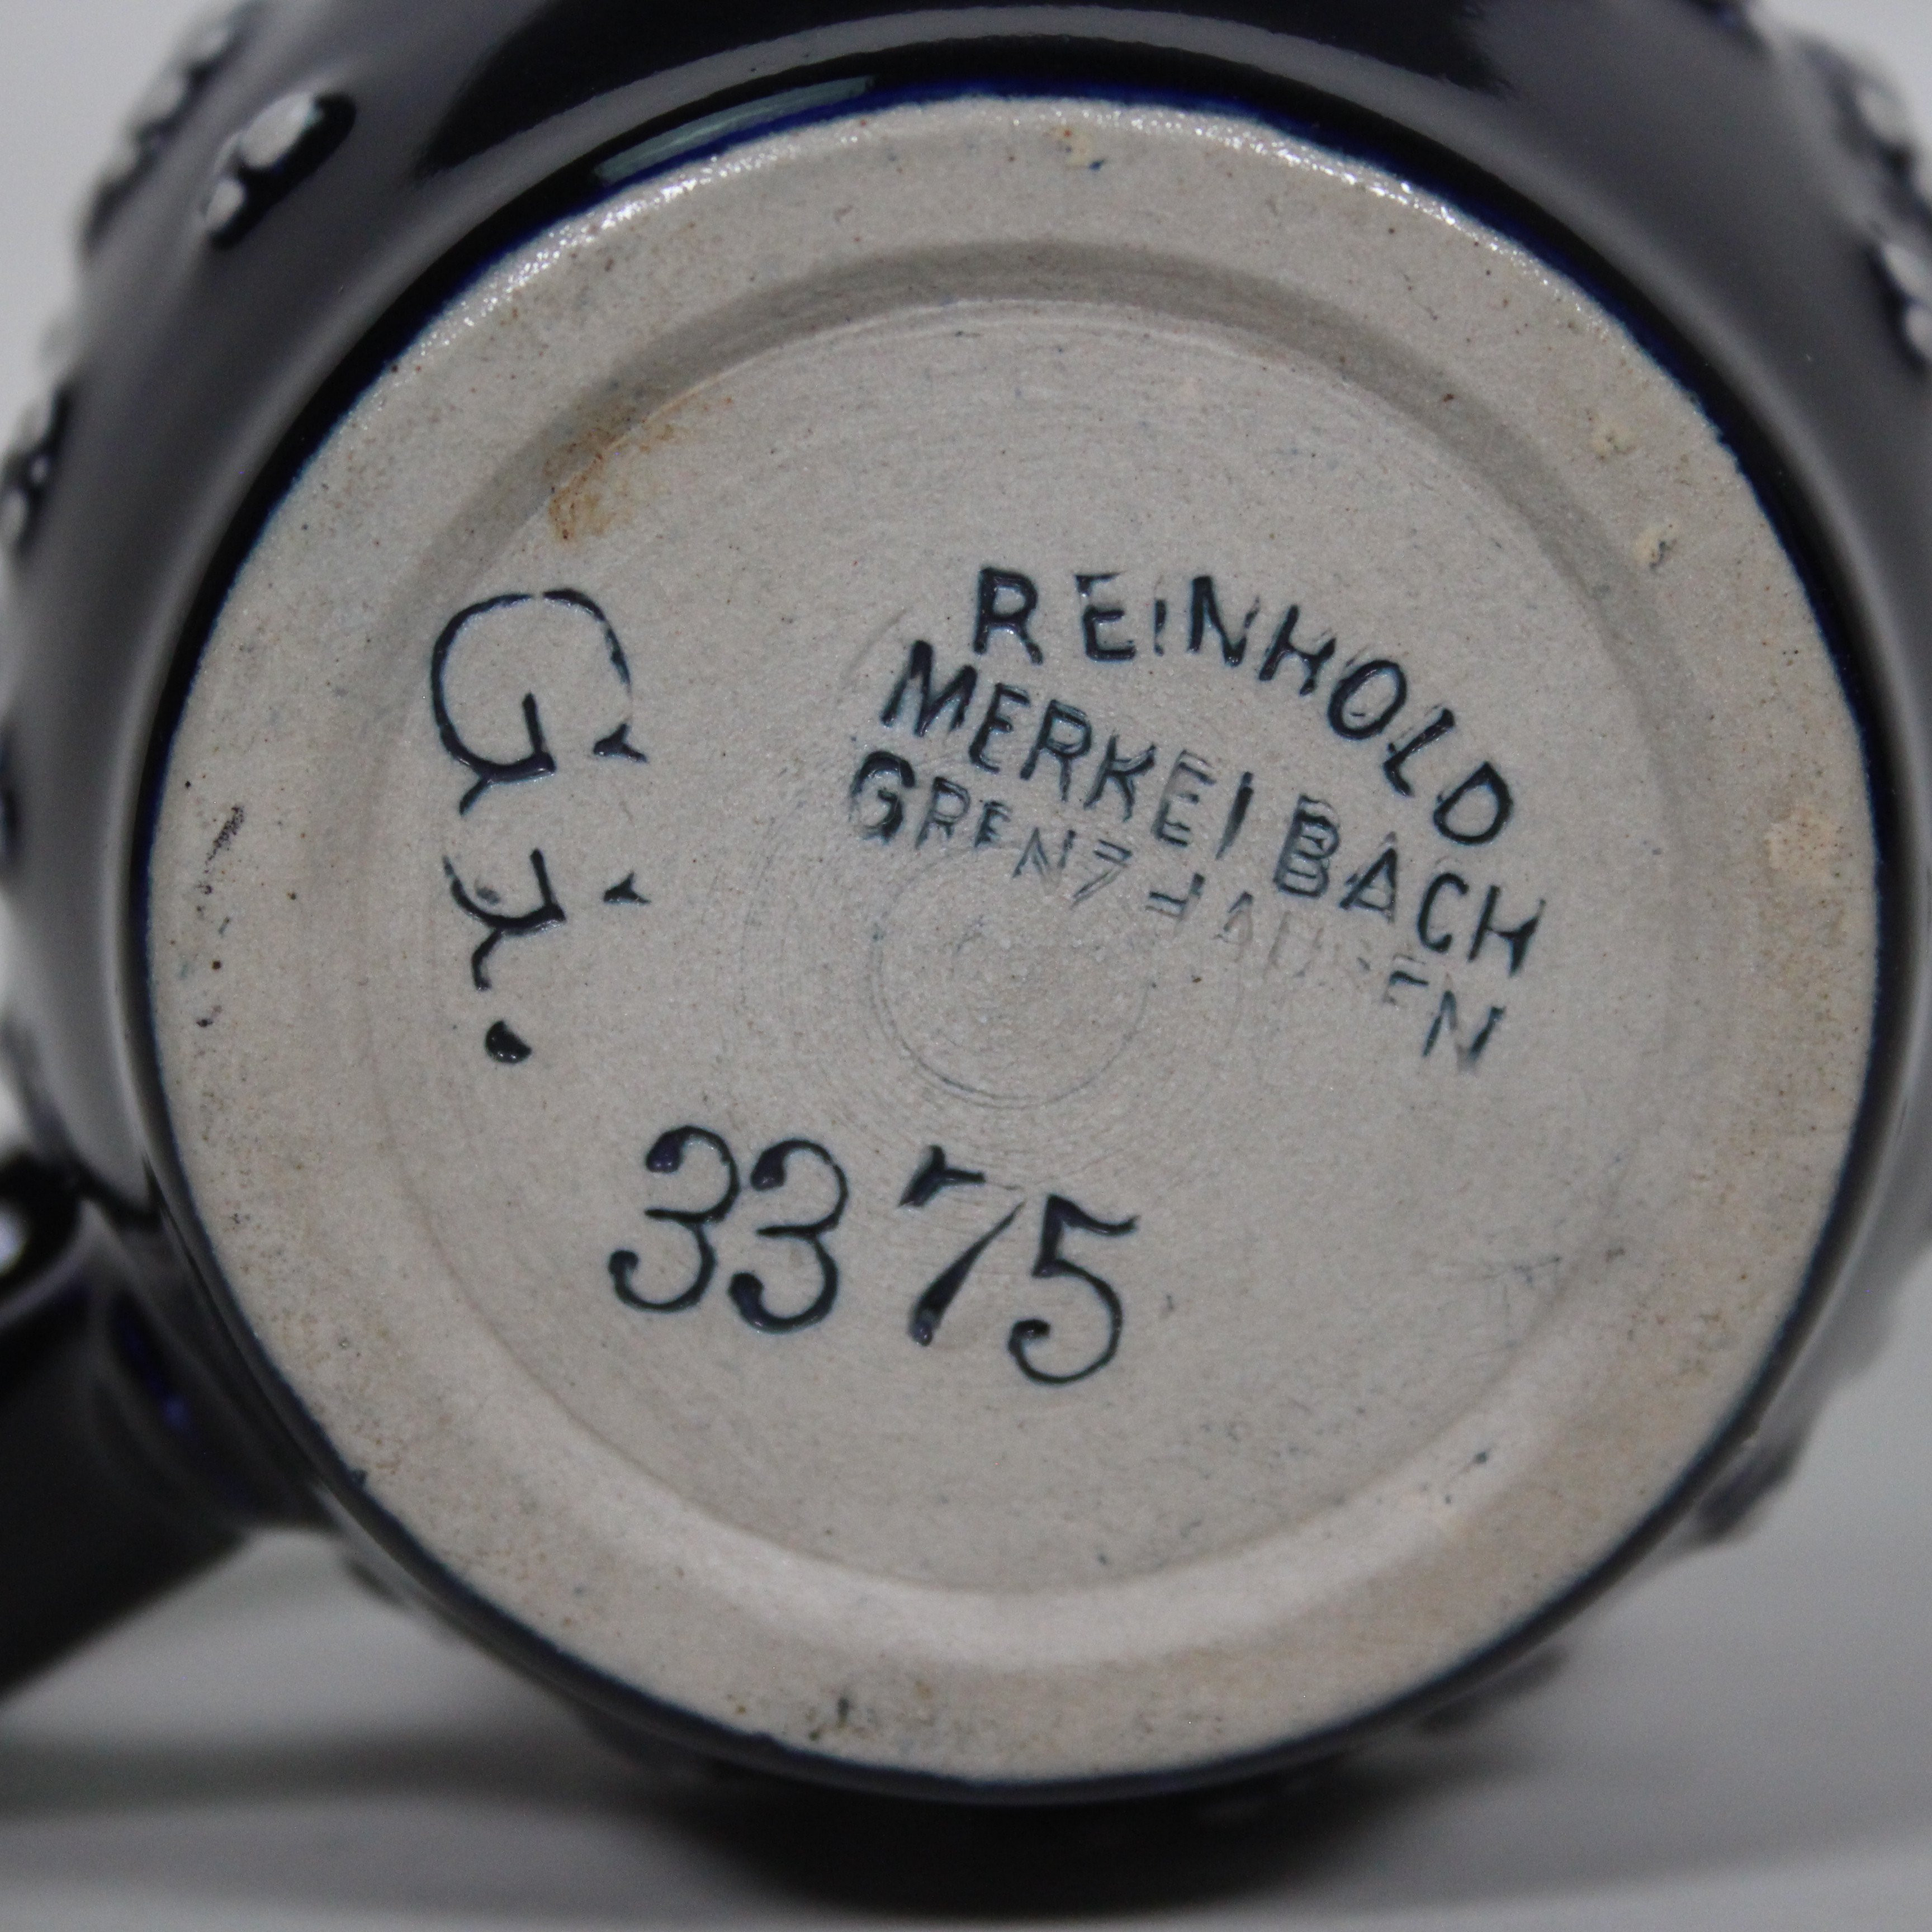 REINHOLD
MERKELBACH
GRENZHAUSEN
3375